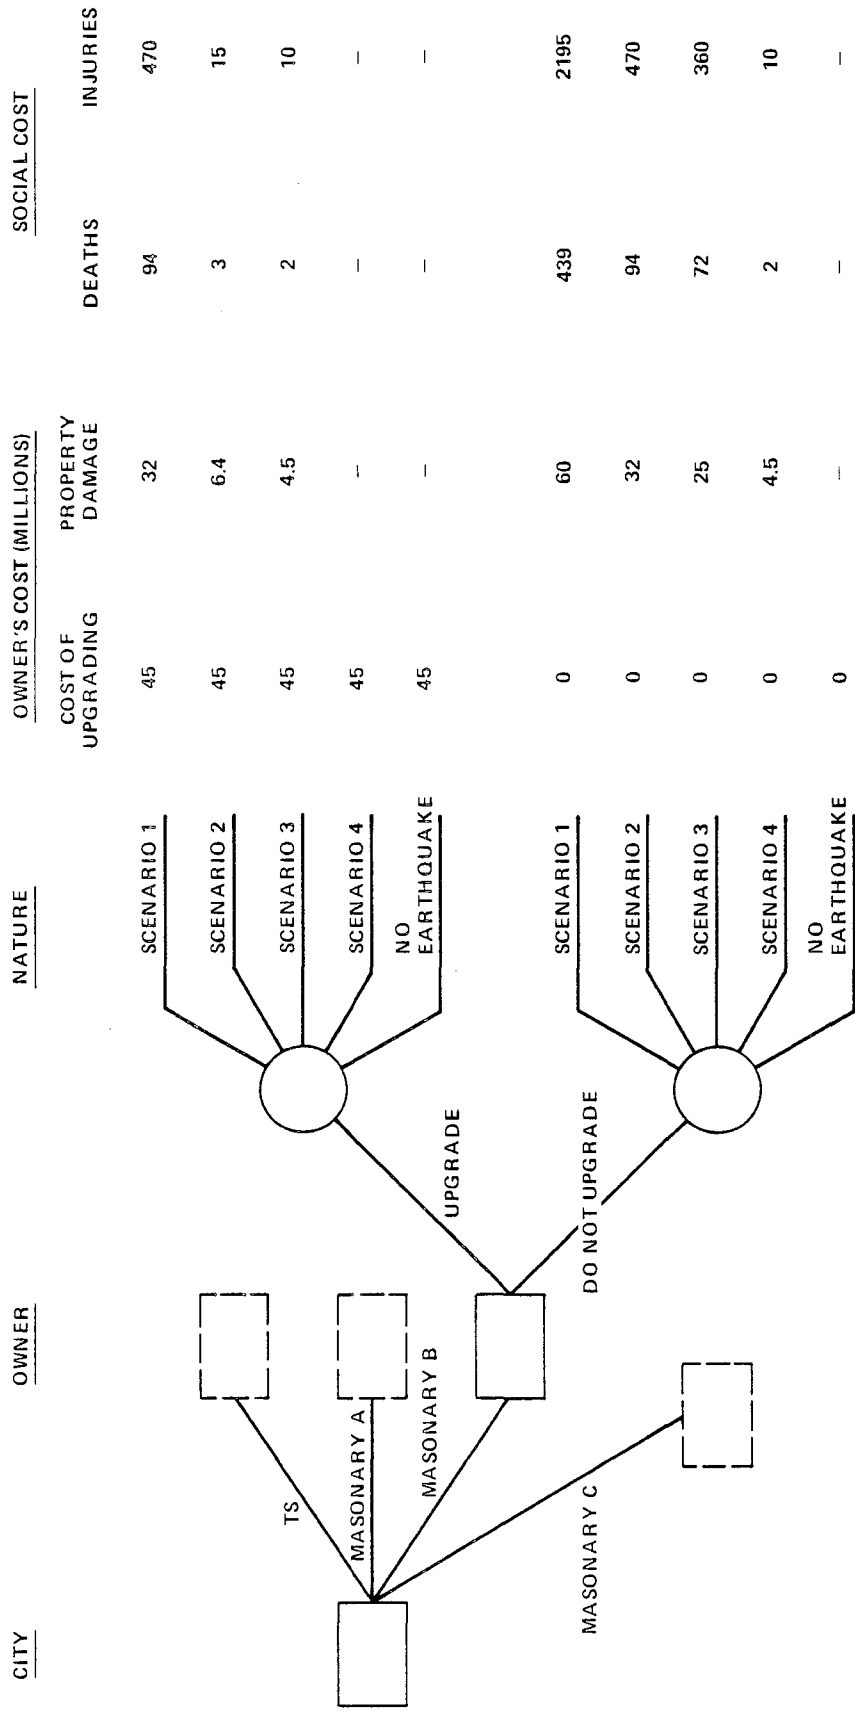 CITY
OWNER
NATURE
OWNER'S COST (MILLIONS)
SOCIAL COST
COST OF
UPGRADING
PROPERTY
DAMAGE
DEATHS
INJURIES
TS
MASONARY A
MASONARY B
MASONARY C
UPGRADE
DO NOT UPGRADE
SCENARIO 1 45 32 94 470
SCENARIO 2 45 6.4 3 15
SCENARIO 3 45 4.5 2 10
SCENARIO 4 45 – – –
NO
EARTHQUAKE 45 – – –
SCENARIO 1 0 60 439 2195
SCENARIO 2 0 32 94 470
SCENARIO 3 0 25 72 360
SCENARIO 4 0 4.5 2 10
NO
EARTHQUAKE 0 – – –